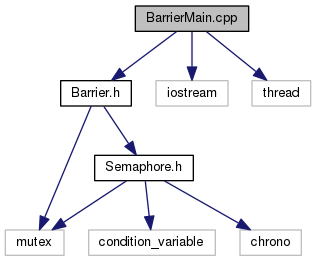 BarrierMain.cpp
Barrier.h
iostream
thread
Semaphore.h
mutex
condition_variable
chrono